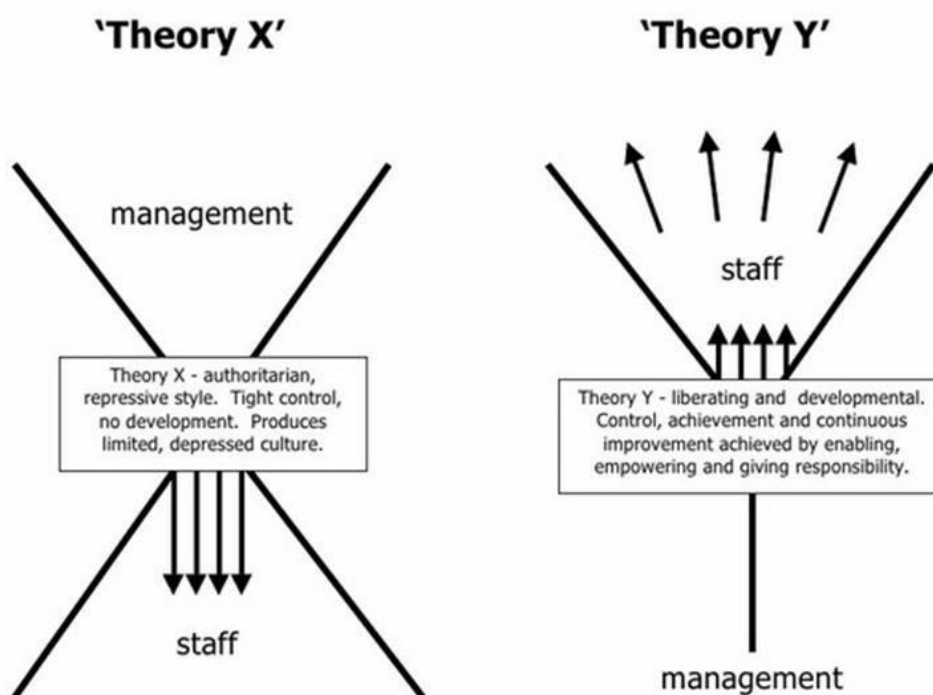 ‘Theory X’
management
Theory X - authoritarian,
repressive style. Tight control,
no development. Produces
limited, depressed culture.
staff
‘Theory Y’
staff
Theory Y - liberating and developmental.
Control, achievement and continuous
improvement achieved by enabling,
empowering and giving responsibility.
management